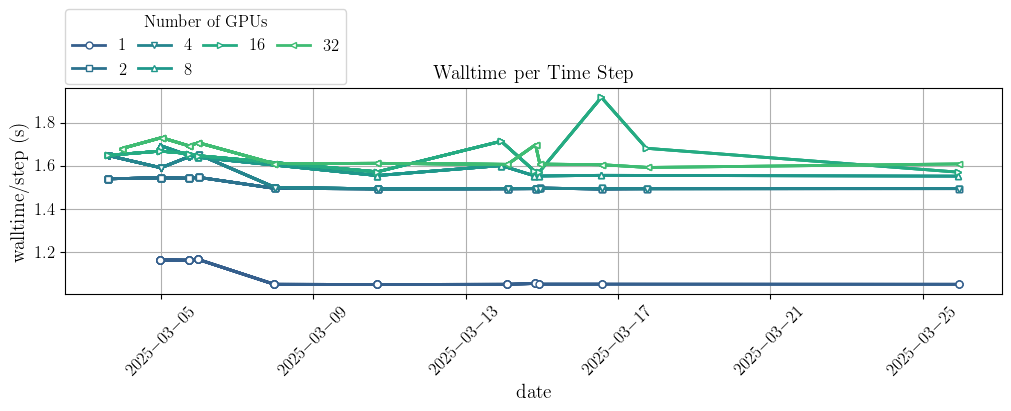 Number of GPUs
1 4 16 32
2 8
Walltime per Time Step
walltime/step (s)
1.8
1.6
1.4
1.2
2025−03−05 2025−03−09 2025−03−13 2025−03−17 2025−03−21 2025−03−25
date